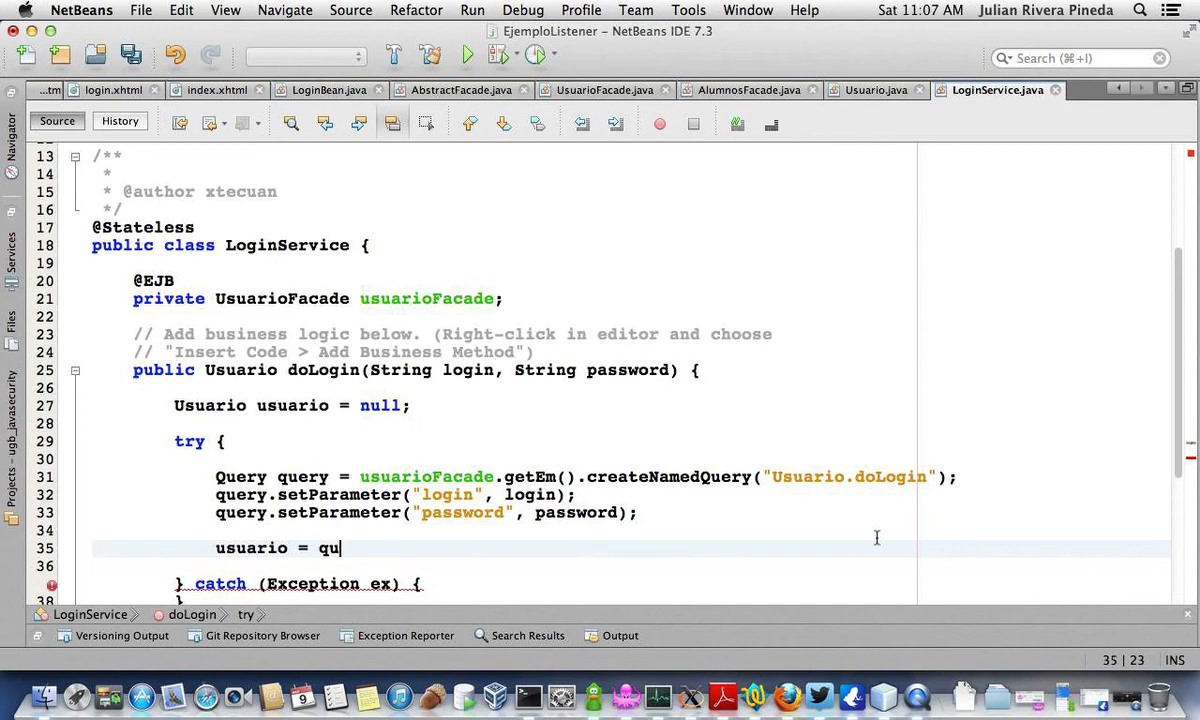 NetBeans File Edit View Navigate Source Refactor Run Debug Profile Team Tools Window Help Sat 11:07 AM Julian Rivera Pineda
EjemploListener - NetBeans IDE 7.3
Search (⌘+I)
...tm login.xhtml index.xhtml LoginBean.java AbstractFacade.java UsuarioFacade.java AlumnosFacade.java Usuario.java LoginService.java
Source History
Navigator
Services
Files
Projects - ugb_javasecurity
13 /**
14 *
15 * @author xtecuan
16 */
17 @Stateless
18 public class LoginService {
19
20 @EJB
21 private UsuarioFacade usuarioFacade;
22
23 // Add business logic below. (Right-click in editor and choose
24 // "Insert Code > Add Business Method")
25 public Usuario doLogin(String login, String password) {
26
27 Usuario usuario = null;
28
29 try {
30
31 Query query = usuarioFacade.getEm().createNamedQuery("Usuario.doLogin");
32 query.setParameter("login", login);
33 query.setParameter("password", password);
34
35 usuario = qu
36
} catch (Exception ex) {
38 }
LoginService doLogin try
Versioning Output Git Repository Browser Exception Reporter Search Results Output
35 | 23 INS